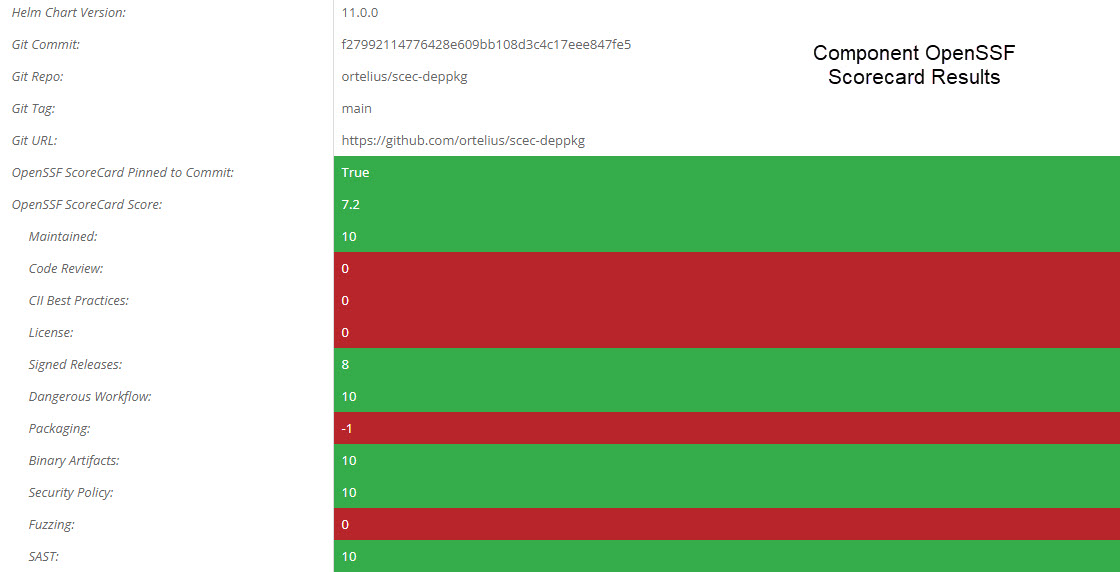 Helm Chart Version: 11.0.0
Git Commit: f27992114776428e609bb108d3c4c17eee847fe5
Component OpenSSF
Scorecard Results
Git Repo: ortelius/scec-deppkg
Git Tag: main
Git URL: https://github.com/ortelius/scec-deppkg
OpenSSF ScoreCard Pinned to Commit: True
OpenSSF ScoreCard Score: 7.2
Maintained: 10
Code Review: 0
CII Best Practices: 0
License: 0
Signed Releases: 8
Dangerous Workflow: 10
Packaging: -1
Binary Artifacts: 10
Security Policy: 10
Fuzzing: 0
SAST: 10